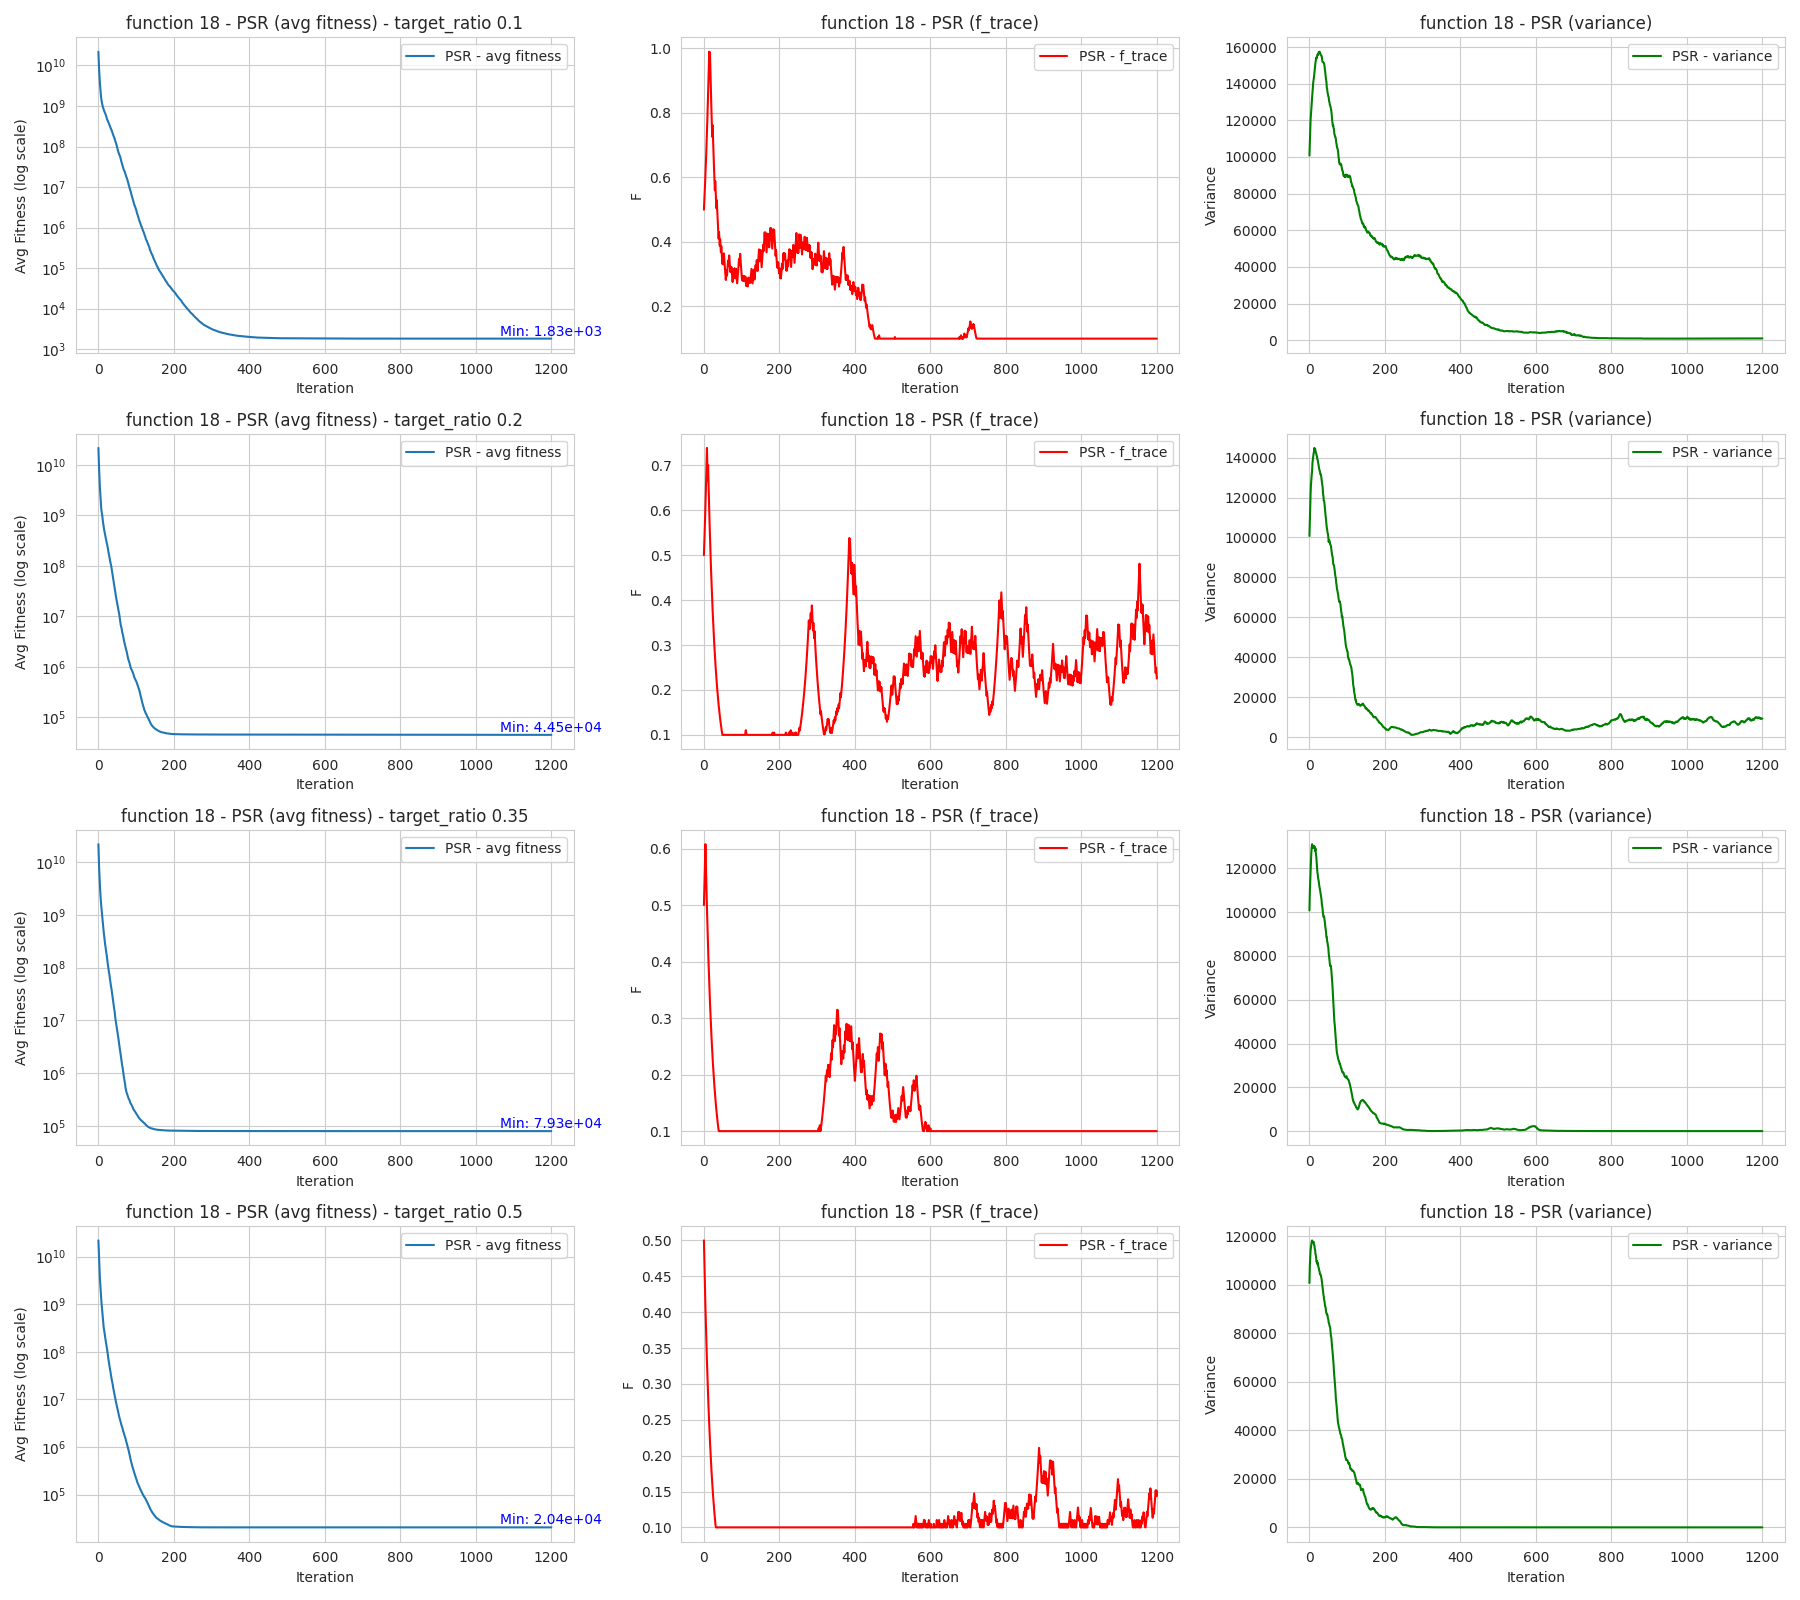 function 18 - PSR (avg fitness) - target_ratio 0.1
PSR - avg fitness
Avg Fitness (log scale)
10^10
10^9
10^8
10^7
10^6
10^5
10^4
10^3
Min: 1.83e+03
0 200 400 600 800 1000 1200
Iteration
function 18 - PSR (f_trace)
PSR - f_trace
F
1.0
0.8
0.6
0.4
0.2
0 200 400 600 800 1000 1200
Iteration
function 18 - PSR (variance)
PSR - variance
Variance
160000
140000
120000
100000
80000
60000
40000
20000
0
0 200 400 600 800 1000 1200
Iteration
function 18 - PSR (avg fitness) - target_ratio 0.2
PSR - avg fitness
Avg Fitness (log scale)
10^10
10^9
10^8
10^7
10^6
10^5
Min: 4.45e+04
0 200 400 600 800 1000 1200
Iteration
function 18 - PSR (f_trace)
PSR - f_trace
F
0.7
0.6
0.5
0.4
0.3
0.2
0.1
0 200 400 600 800 1000 1200
Iteration
function 18 - PSR (variance)
PSR - variance
Variance
140000
120000
100000
80000
60000
40000
20000
0
0 200 400 600 800 1000 1200
Iteration
function 18 - PSR (avg fitness) - target_ratio 0.35
PSR - avg fitness
Avg Fitness (log scale)
10^10
10^9
10^8
10^7
10^6
10^5
Min: 7.93e+04
0 200 400 600 800 1000 1200
Iteration
function 18 - PSR (f_trace)
PSR - f_trace
F
0.6
0.5
0.4
0.3
0.2
0.1
0 200 400 600 800 1000 1200
Iteration
function 18 - PSR (variance)
PSR - variance
Variance
120000
100000
80000
60000
40000
20000
0
0 200 400 600 800 1000 1200
Iteration
function 18 - PSR (avg fitness) - target_ratio 0.5
PSR - avg fitness
Avg Fitness (log scale)
10^10
10^9
10^8
10^7
10^6
10^5
Min: 2.04e+04
0 200 400 600 800 1000 1200
Iteration
function 18 - PSR (f_trace)
PSR - f_trace
F
0.50
0.45
0.40
0.35
0.30
0.25
0.20
0.15
0.10
0 200 400 600 800 1000 1200
Iteration
function 18 - PSR (variance)
PSR - variance
Variance
120000
100000
80000
60000
40000
20000
0
0 200 400 600 800 1000 1200
Iteration